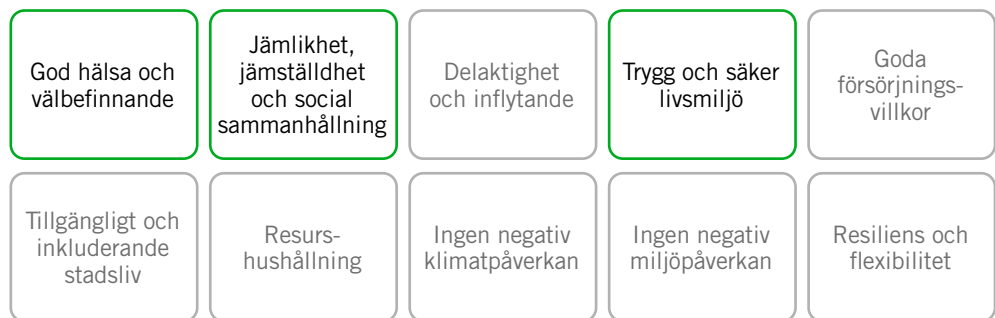 God hälsa och
välbefinnande
Jämlikhet,
jämställdhet
och social
sammanhållning
Delaktighet
och inflytande
Trygg och säker
livsmiljö
Goda
försörjnings-
villkor
Tillgängligt och
inkluderande
stadsliv
Resurs-
hushållning
Ingen negativ
klimatpåverkan
Ingen negativ
miljöpåverkan
Resiliens och
flexibilitet